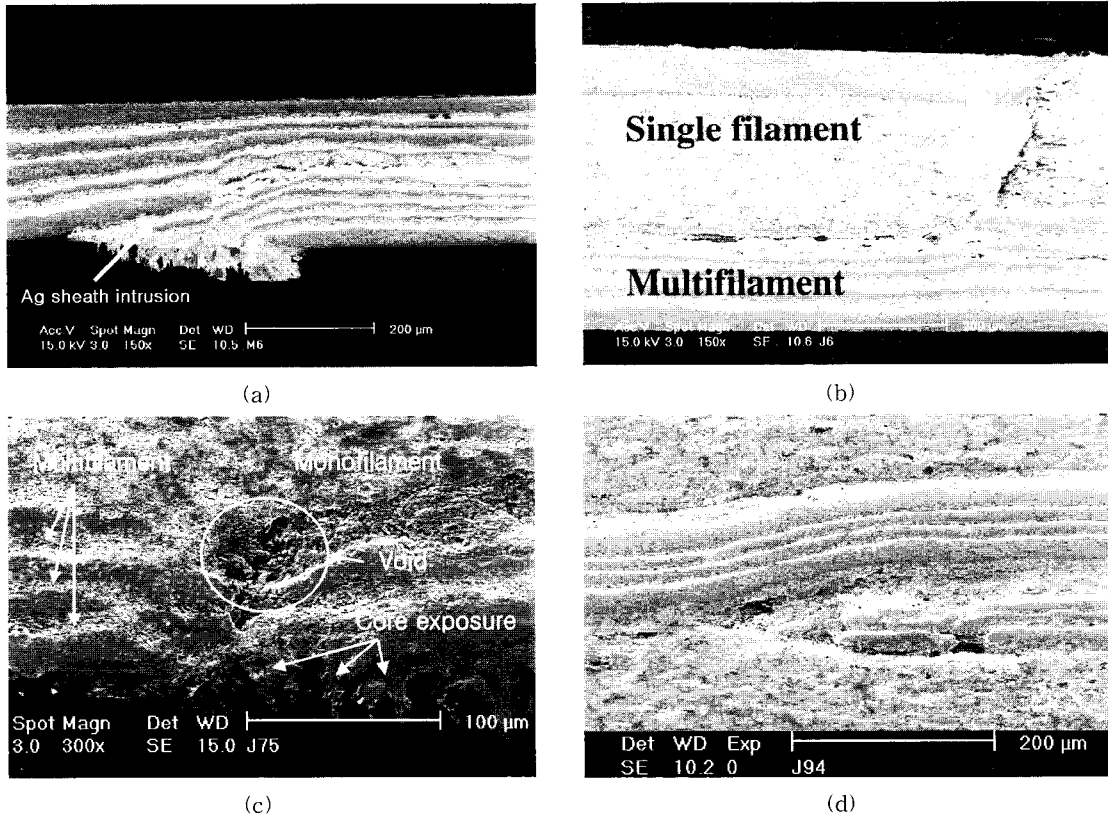 Ag sheath intrusion
Acc.V Spot Magn Det WD
200 µm
15.0 kV 3.0 150x SE 10.5 M6
(a)
Single filament
Multifilament
15.0 kV 3.0 150x SE 10.6 J6
(b)
Multifilament
Monofilament
Void
Core exposure
Spot Magn Det WD
100 µm
3.0 300x SE 15.0 J75
(c)
Det WD Exp
200 µm
SE 10.2 0 J94
(d)